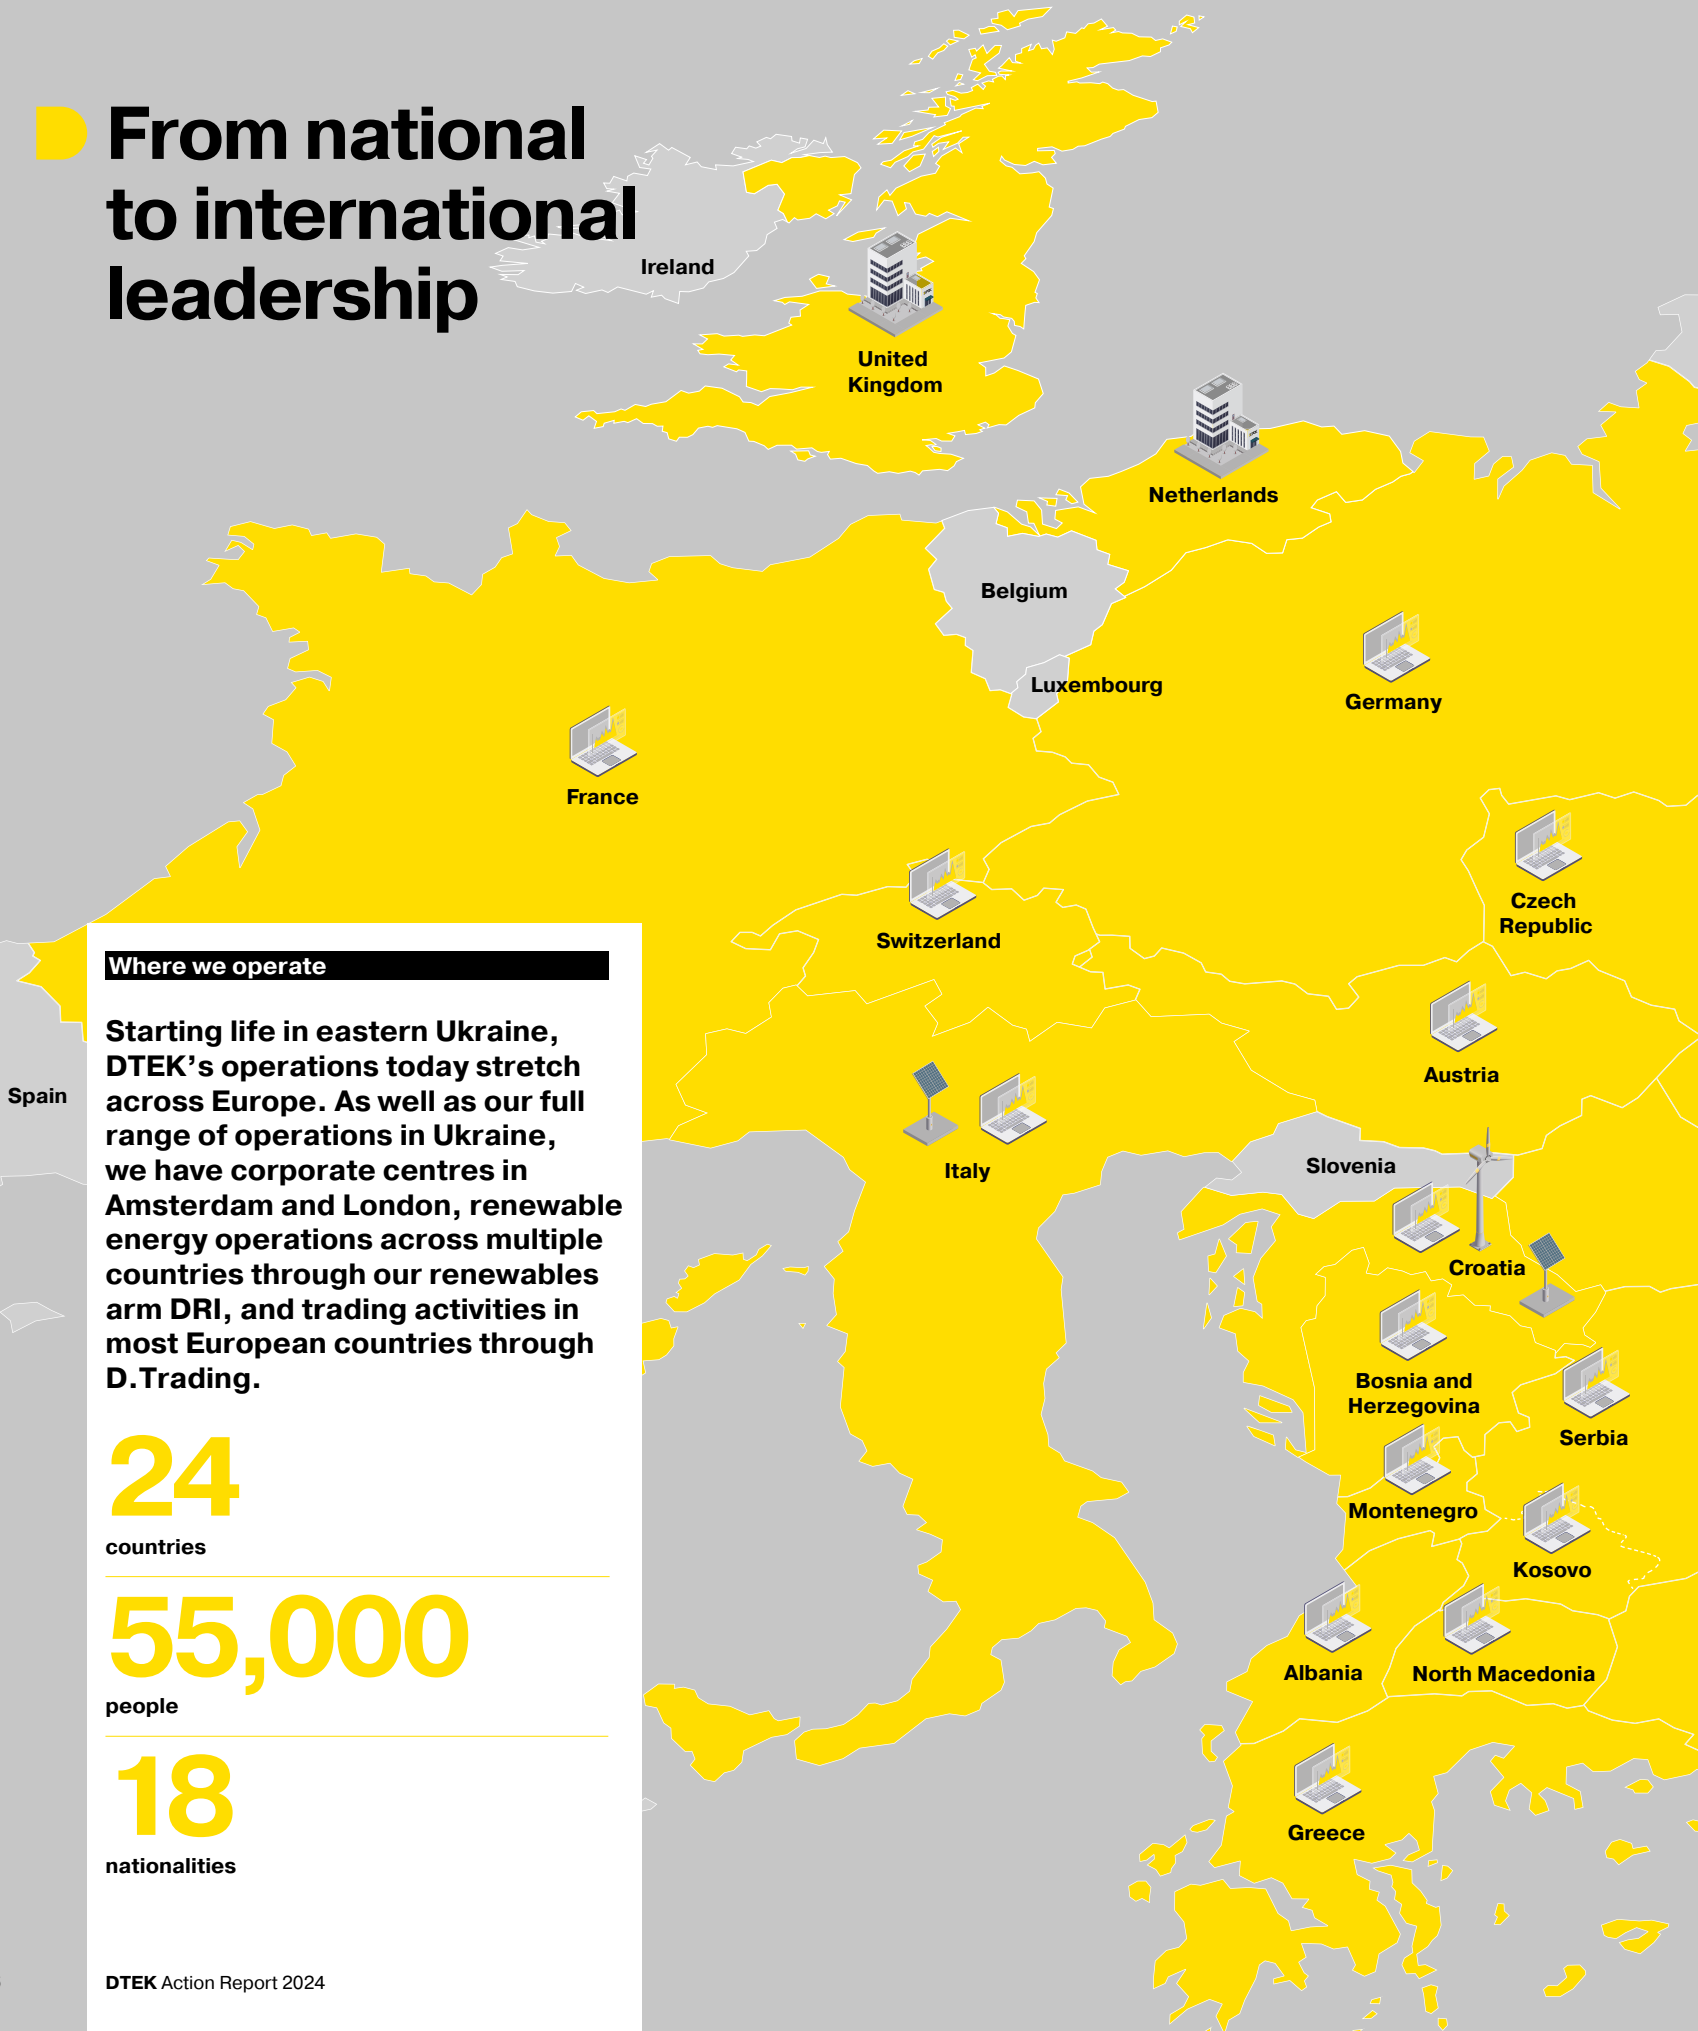 From national
to international
leadership
Ireland
United
Kingdom
Netherlands
Belgium
Luxembourg
Germany
France
Czech
Republic
Switzerland
Austria
Spain
Italy
Slovenia
Croatia
Bosnia and
Herzegovina
Serbia
Montenegro
Kosovo
Albania
North Macedonia
Greece
Where we operate
Starting life in eastern Ukraine,
DTEK’s operations today stretch
across Europe. As well as our full
range of operations in Ukraine,
we have corporate centres in
Amsterdam and London, renewable
energy operations across multiple
countries through our renewables
arm DRI, and trading activities in
most European countries through
D.Trading.
24
countries
55,000
people
18
nationalities
DTEK Action Report 2024